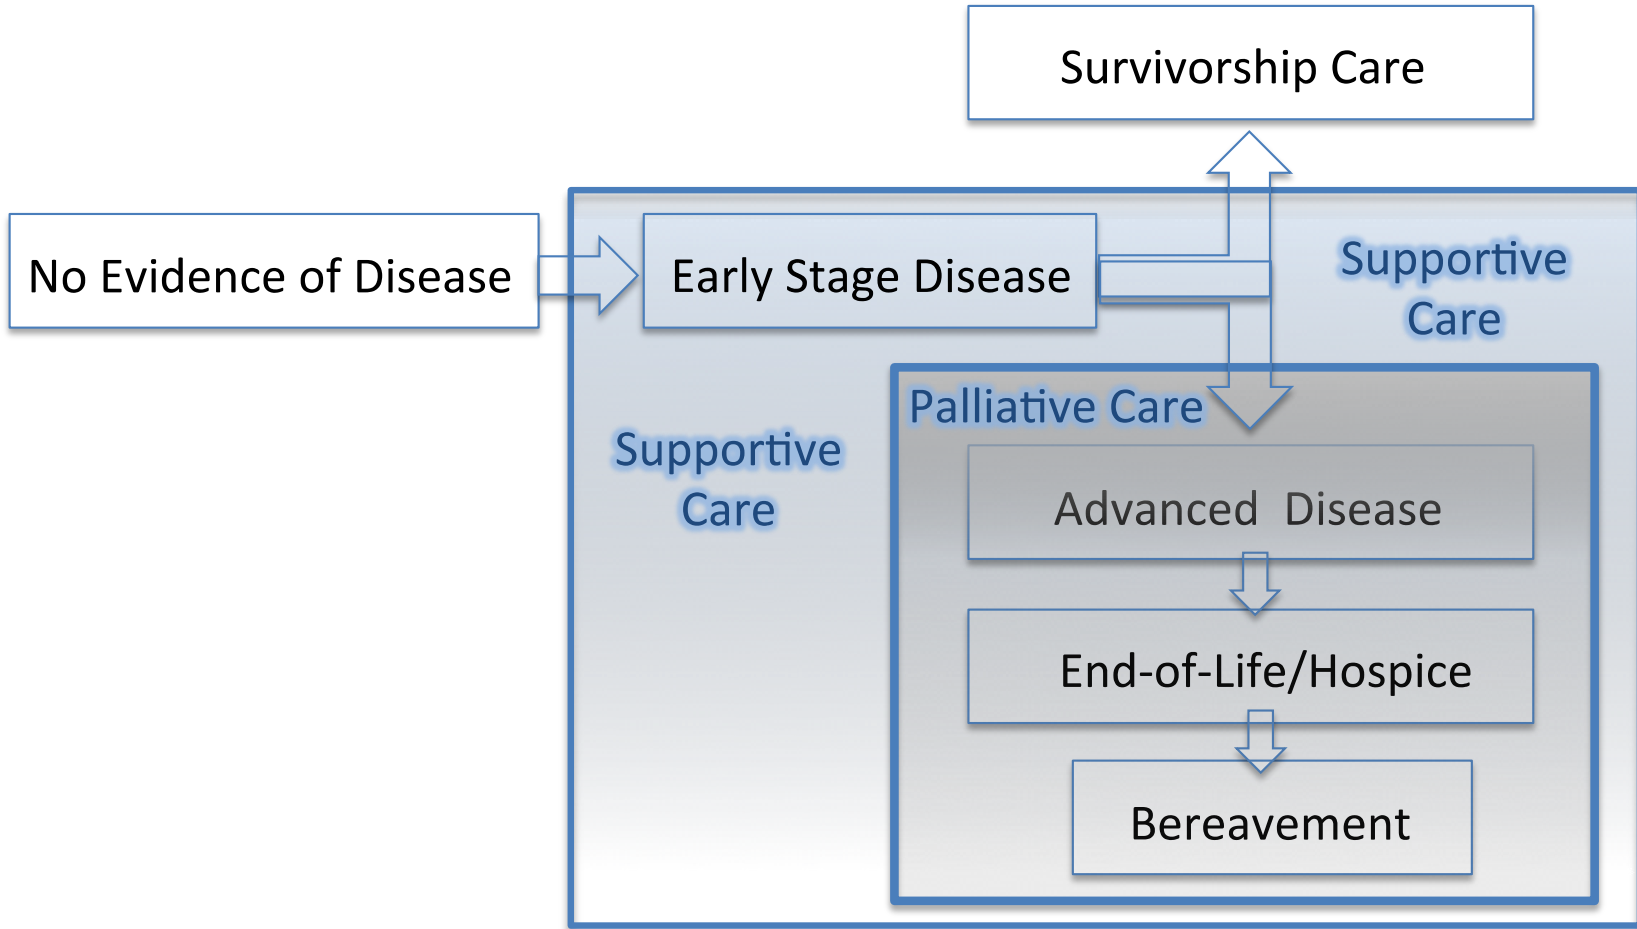 Survivorship Care
No Evidence of Disease
Early Stage Disease
Supportive
Care
Palliative Care
Supportive
Care
Advanced Disease
End-of-Life/Hospice
Bereavement